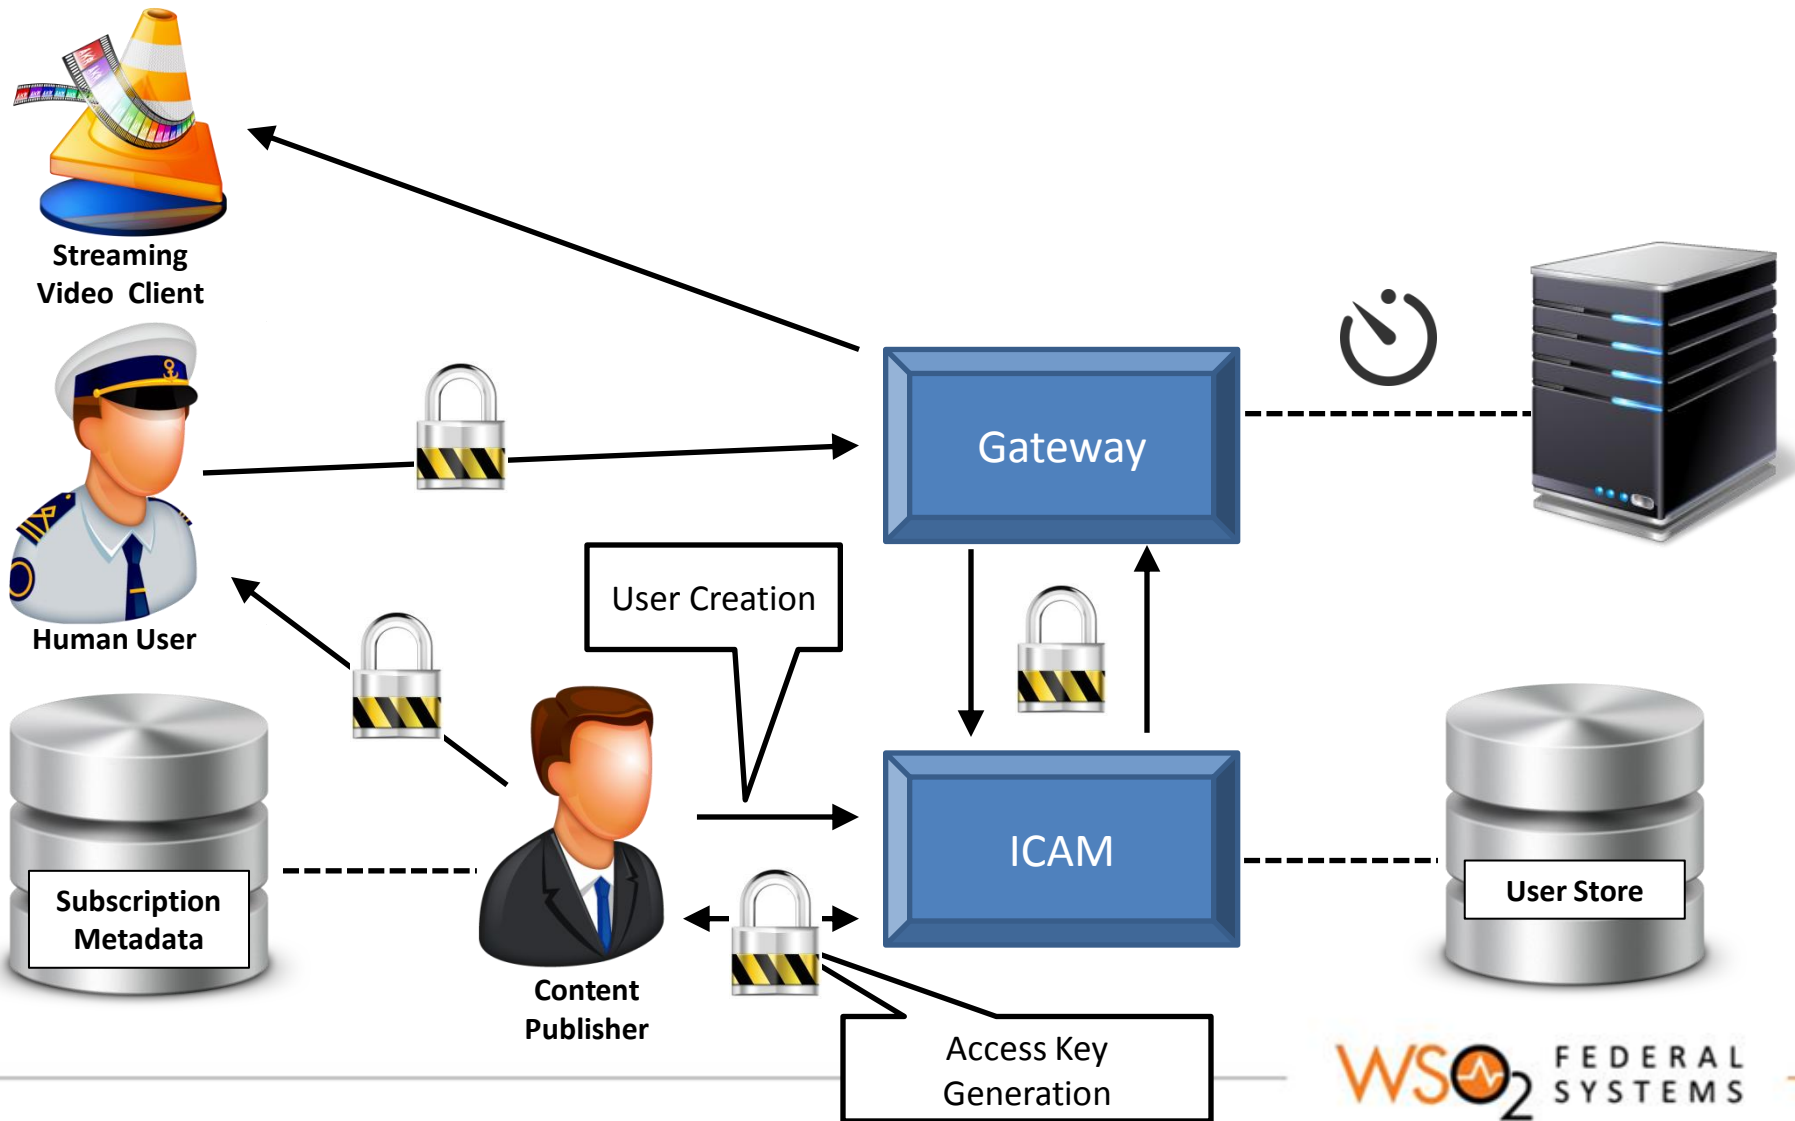 Streaming
Video Client
Human User
User Creation
Gateway
ICAM
Subscription
Metadata
User Store
Content
Publisher
Access Key
Generation
WSO2 FEDERAL
SYSTEMS